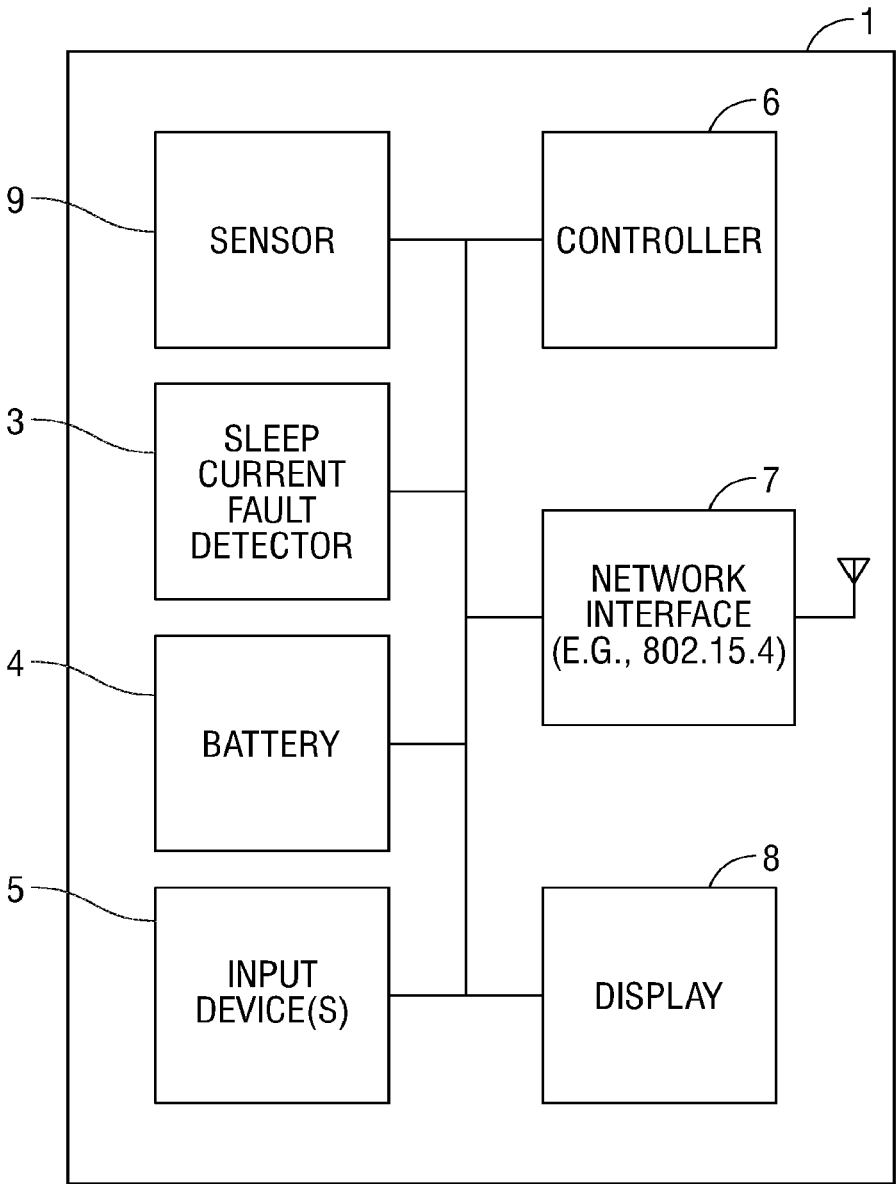 1
6
9
SENSOR
CONTROLLER
3
SLEEP
CURRENT
FAULT
DETECTOR
7
NETWORK
INTERFACE
(E.G., 802.15.4)
4
BATTERY
5
INPUT
DEVICE(S)
8
DISPLAY